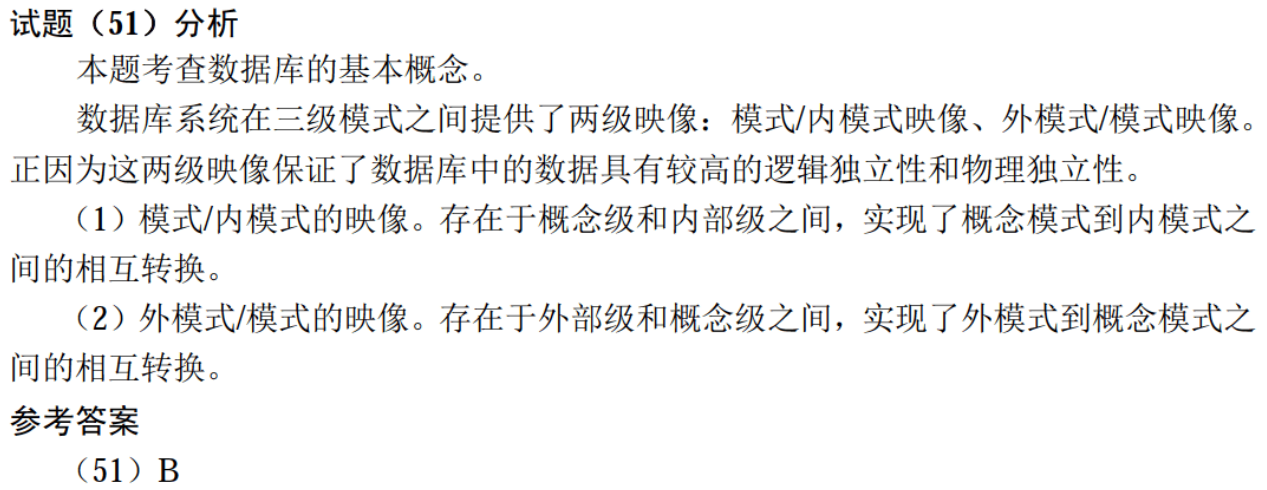 试题（51）分析
本题考查数据库的基本概念。
数据库系统在三级模式之间提供了两级映像：模式/内模式映像、外模式/模式映像。
正因为这两级映像保证了数据库中的数据具有较高的逻辑独立性和物理独立性。
（1）模式/内模式的映像。存在于概念级和内部级之间，实现了概念模式到内模式之
间的相互转换。
（2）外模式/模式的映像。存在于外部级和概念级之间，实现了外模式到概念模式之
间的相互转换。
参考答案
（51）B